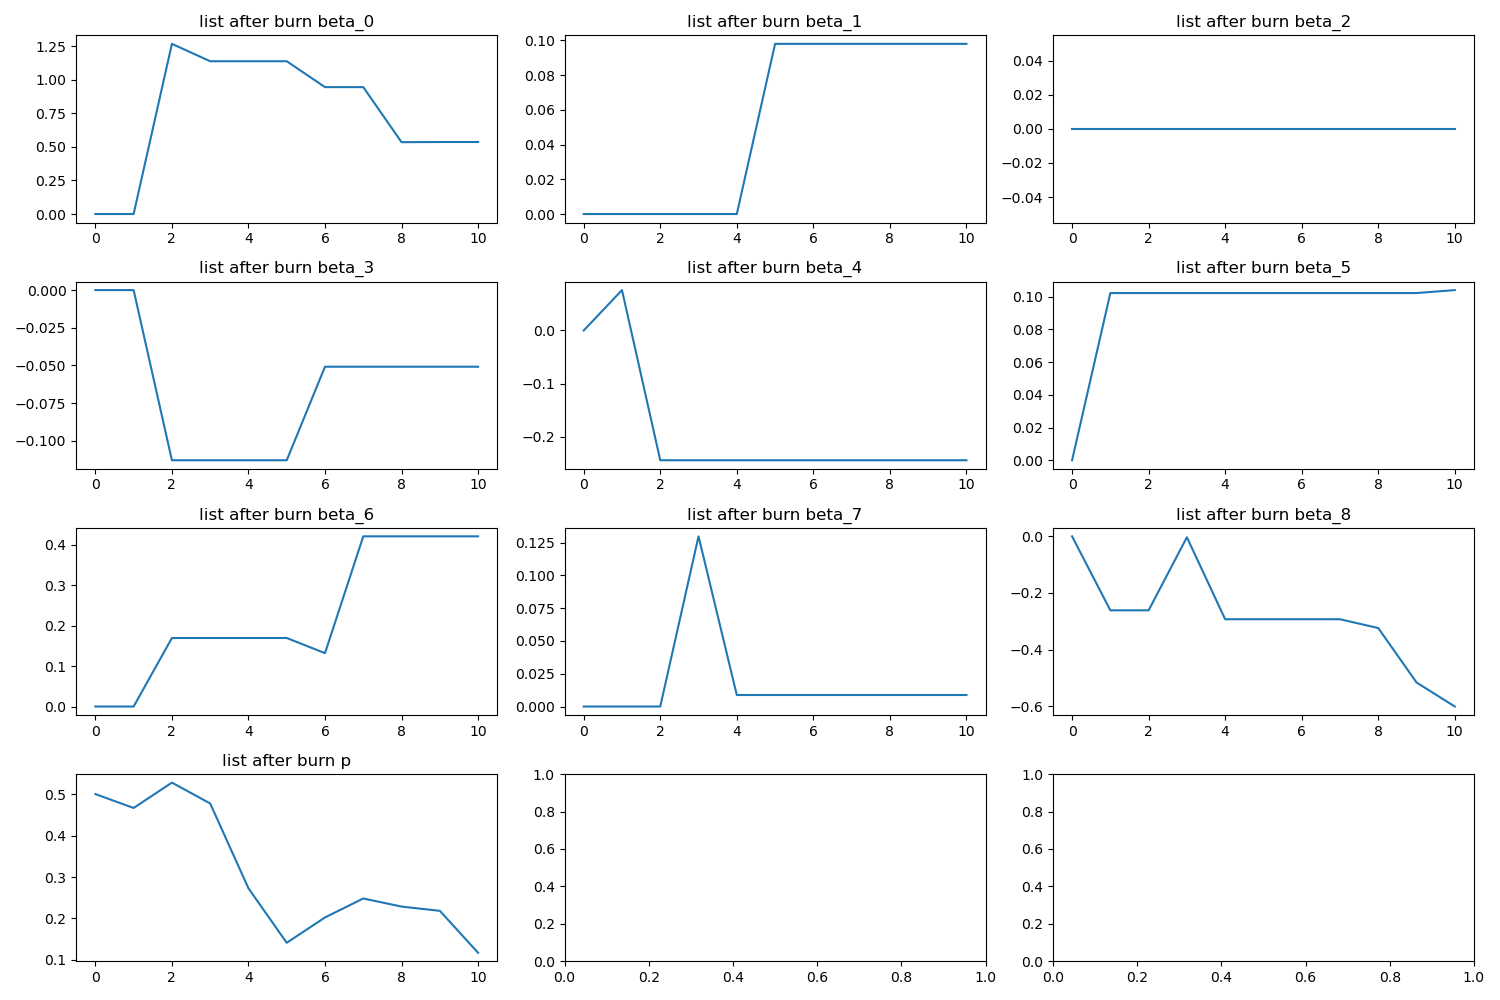 list after burn beta_0
list after burn beta_1
list after burn beta_2
1.25
1.00
0.75
0.50
0.25
0.00
0 2 4 6 8 10
0.10
0.08
0.06
0.04
0.02
0.00
0 2 4 6 8 10
0.04
0.02
0.00
−0.02
−0.04
0 2 4 6 8 10
list after burn beta_3
list after burn beta_4
list after burn beta_5
0.000
−0.025
−0.050
−0.075
−0.100
0 2 4 6 8 10
0.0
−0.1
−0.2
0 2 4 6 8 10
0.10
0.08
0.06
0.04
0.02
0.00
0 2 4 6 8 10
list after burn beta_6
list after burn beta_7
list after burn beta_8
0.4
0.3
0.2
0.1
0.0
0 2 4 6 8 10
0.125
0.100
0.075
0.050
0.025
0.000
0 2 4 6 8 10
0.0
−0.2
−0.4
−0.6
0 2 4 6 8 10
list after burn p
0.5
0.4
0.3
0.2
0.1
0 2 4 6 8 10
1.0
0.8
0.6
0.4
0.2
0.0
0.0 0.2 0.4 0.6 0.8 1.0
1.0
0.8
0.6
0.4
0.2
0.0
0.0 0.2 0.4 0.6 0.8 1.0